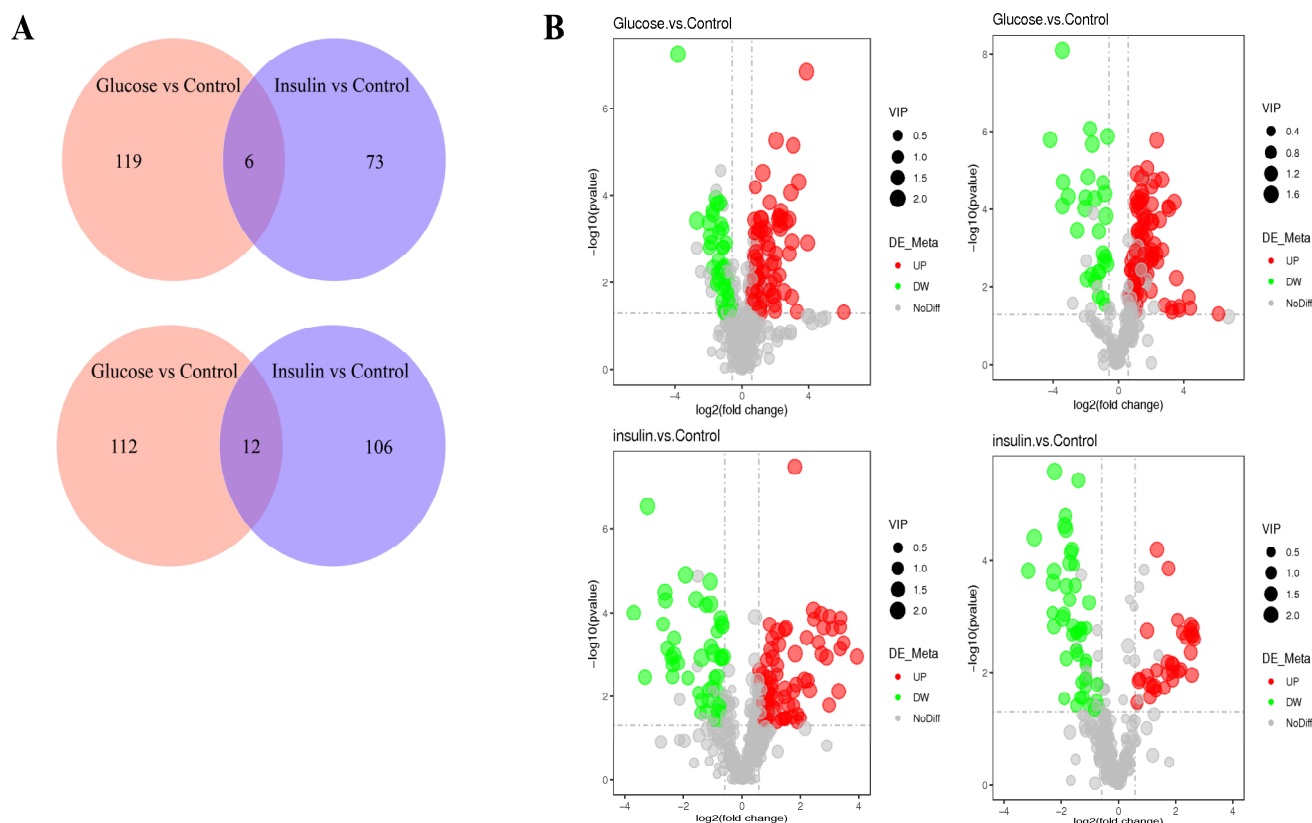 A
Glucose vs Control
Insulin vs Control
119
6
73
Glucose vs Control
Insulin vs Control
112
12
106
B
Glucose.vs.Control
−log10(pvalue)
6
4
2
0
−4
0
4
log2(fold change)
VIP
0.5
1.0
1.5
2.0
DE_Meta
UP
DW
NoDiff
Glucose.vs.Control
−log10(pvalue)
8
6
4
2
0
−4
0
4
log2(fold change)
VIP
0.4
0.8
1.2
1.6
DE_Meta
UP
DW
NoDiff
insulin.vs.Control
−log10(pvalue)
6
4
2
0
−4
−2
0
2
4
log2(fold change)
VIP
0.5
1.0
1.5
2.0
DE_Meta
UP
DW
NoDiff
insulin.vs.Control
−log10(pvalue)
4
2
0
−4
−2
0
2
4
log2(fold change)
VIP
0.5
1.0
1.5
2.0
DE_Meta
UP
DW
NoDiff